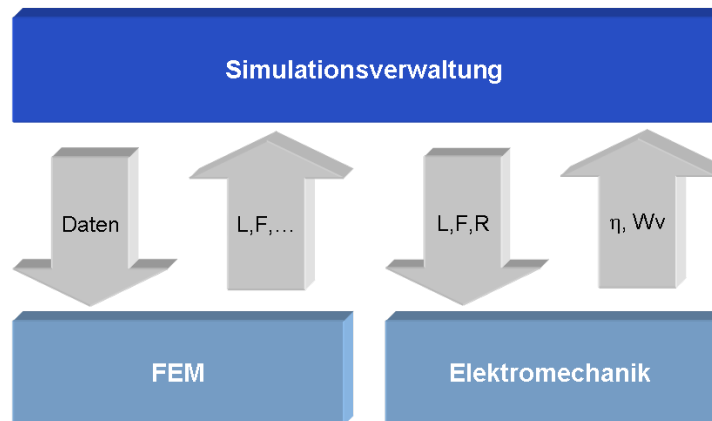 Simulationsverwaltung
Daten
L,F,...
L,F,R
η, Wv
FEM
Elektromechanik